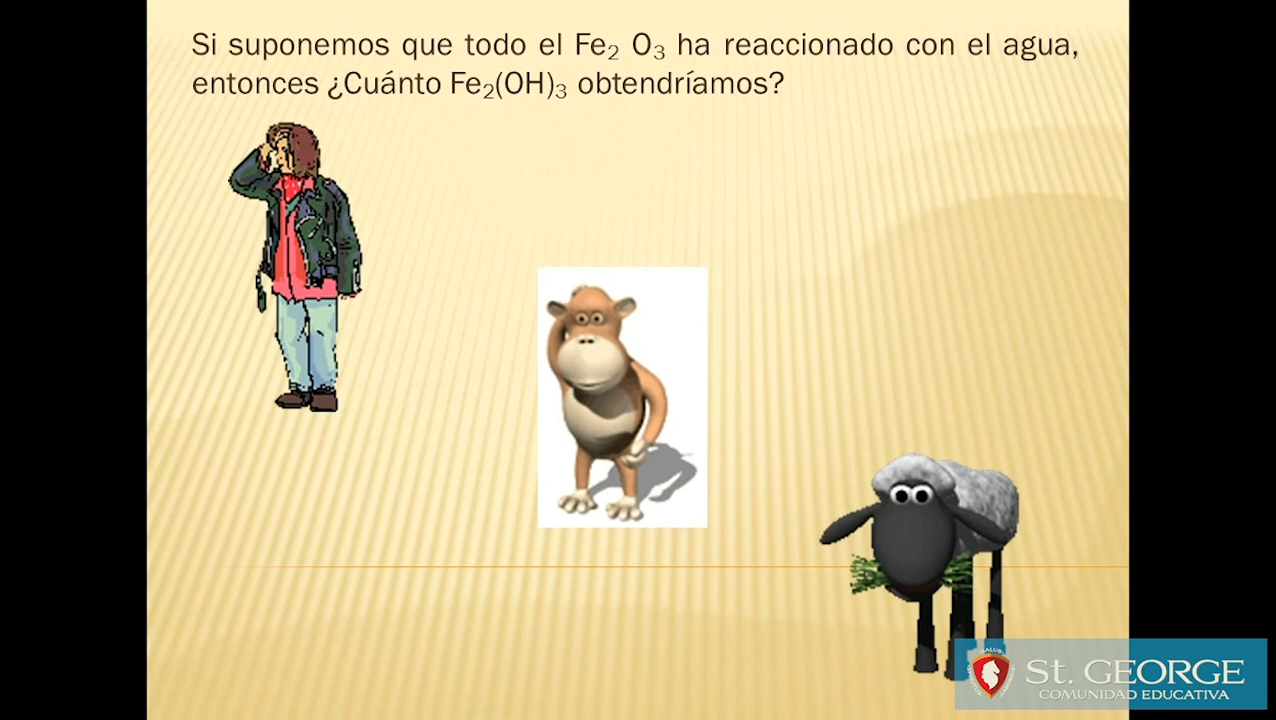 Si suponemos que todo el Fe₂ O₃ ha reaccionado con el agua,
entonces ¿Cuánto Fe₂(OH)₃ obtendríamos?
St. GEORGE
COMUNIDAD EDUCATIVA